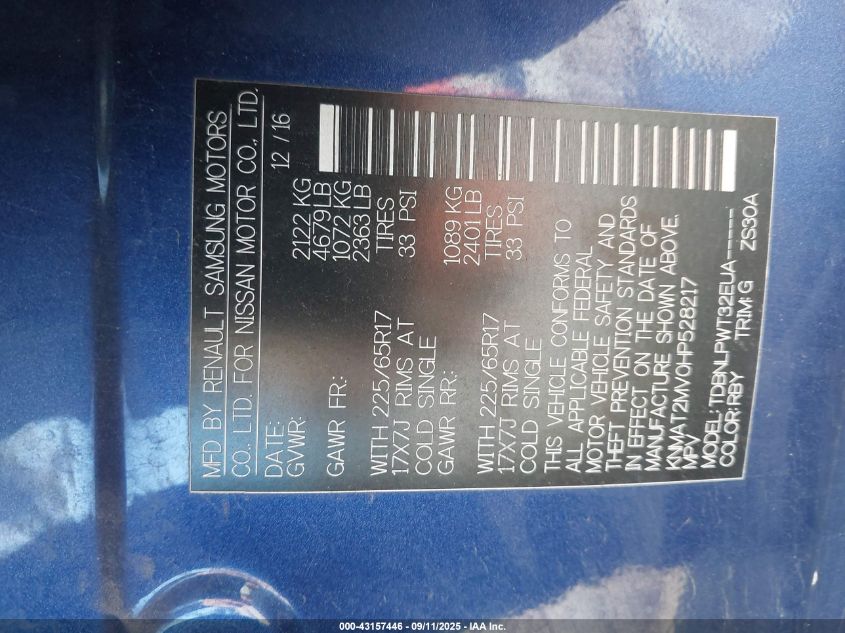 MFD BY RENAULT SAMSUNG MOTORS
CO., LTD. FOR NISSAN MOTOR CO., LTD.
DATE: 12 / 16
GVWR: 2122 KG
4679 LB
GAWR FR.: 1072 KG
2363 LB
WITH 225/65R17 TIRES
17X7J RIMS AT 33 PSI
COLD SINGLE
GAWR RR.: 1089 KG
2401 LB
WITH 225/65R17 TIRES
17X7J RIMS AT 33 PSI
COLD SINGLE
THIS VEHICLE CONFORMS TO
ALL APPLICABLE FEDERAL
MOTOR VEHICLE SAFETY AND
THEFT PREVENTION STANDARDS
IN EFFECT ON THE DATE OF
MANUFACTURE SHOWN ABOVE.
KNMAT2MV0HP528217
MPV
MODEL: TDBNLPWT32EUA-----
COLOR: RBY TRIM: G ZS30A
000-43157446 - 09/11/2025 - IAA Inc.